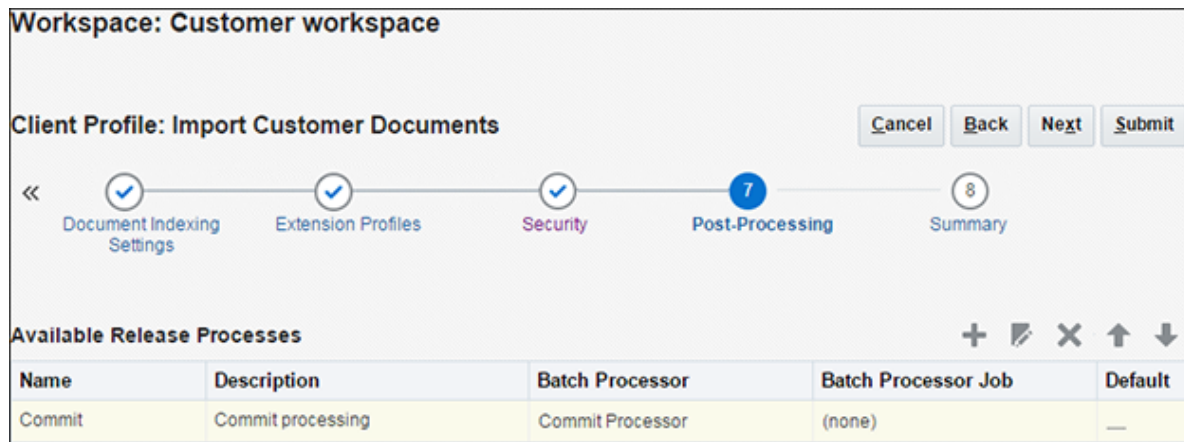 Workspace: Customer workspace
Client Profile: Import Customer Documents
Cancel Back Next Submit
«
7 8
Document Indexing Settings
Extension Profiles
Security
Post-Processing
Summary
Available Release Processes
Name Description Batch Processor Batch Processor Job Default
Commit Commit processing Commit Processor (none) __